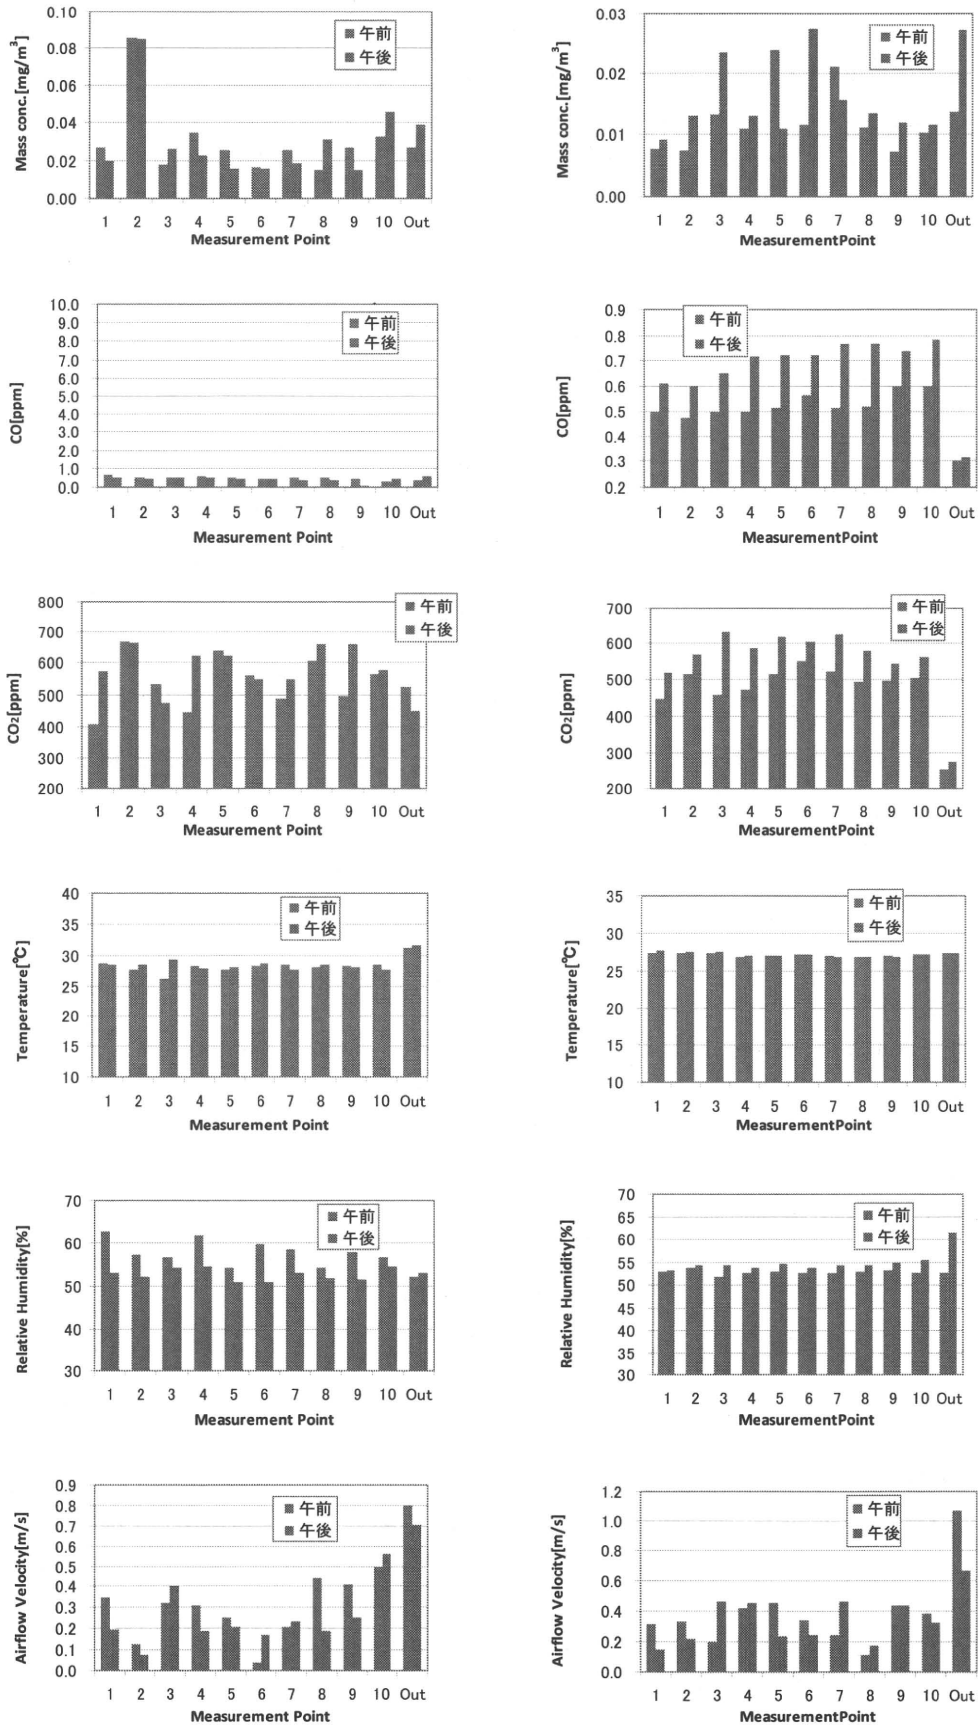 0.10
0.08
0.06
0.04
0.02
0.00
Mass conc.[mg/m³]
午前
午後
1 2 3 4 5 6 7 8 9 10 Out
Measurement Point
0.03
0.02
0.01
0.00
Mass conc.[mg/m³]
午前
午後
1 2 3 4 5 6 7 8 9 10 Out
MeasurementPoint
10.0
9.0
8.0
7.0
6.0
5.0
4.0
3.0
2.0
1.0
0.0
CO[ppm]
午前
午後
1 2 3 4 5 6 7 8 9 10 Out
Measurement Point
0.9
0.8
0.7
0.6
0.5
0.4
0.3
0.2
CO[ppm]
午前
午後
1 2 3 4 5 6 7 8 9 10 Out
MeasurementPoint
800
700
600
500
400
300
200
CO₂[ppm]
午前
午後
1 2 3 4 5 6 7 8 9 10 Out
Measurement Point
700
600
500
400
300
200
CO₂[ppm]
午前
午後
1 2 3 4 5 6 7 8 9 10 Out
MeasurementPoint
40
35
30
25
20
15
10
Temperature[℃]
午前
午後
1 2 3 4 5 6 7 8 9 10 Out
Measurement Point
35
30
25
20
15
10
Temperature[℃]
午前
午後
1 2 3 4 5 6 7 8 9 10 Out
MeasurementPoint
70
60
50
40
30
Relative Humidity[%]
午前
午後
1 2 3 4 5 6 7 8 9 10 Out
Measurement Point
70
65
60
55
50
45
40
35
30
Relative Humidity[%]
午前
午後
1 2 3 4 5 6 7 8 9 10 Out
MeasurementPoint
0.9
0.8
0.7
0.6
0.5
0.4
0.3
0.2
0.1
0.0
Airflow Velocity[m/s]
午前
午後
1 2 3 4 5 6 7 8 9 10 Out
Measurement Point
1.2
1.0
0.8
0.6
0.4
0.2
0.0
Airflow Velocity[m/s]
午前
午後
1 2 3 4 5 6 7 8 9 10 Out
MeasurementPoint